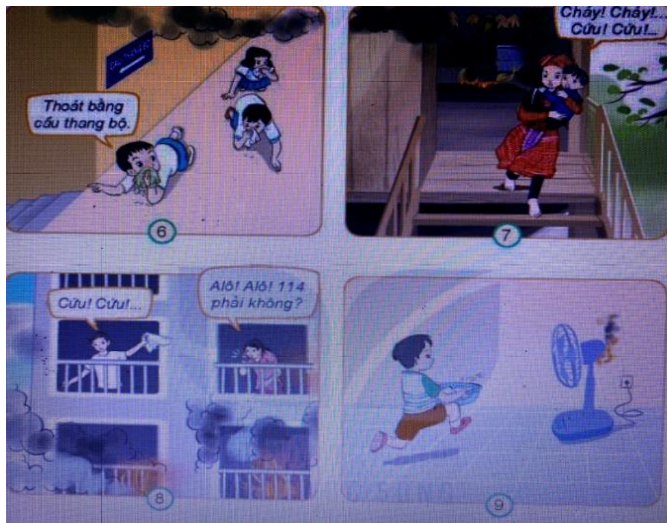 Thoát bằng
cầu thang bộ.
6
Cháy! Cháy!...
Cứu! Cứu!...
7
Cứu! Cứu!...
Alô! Alô! 114
phải không?
8
9